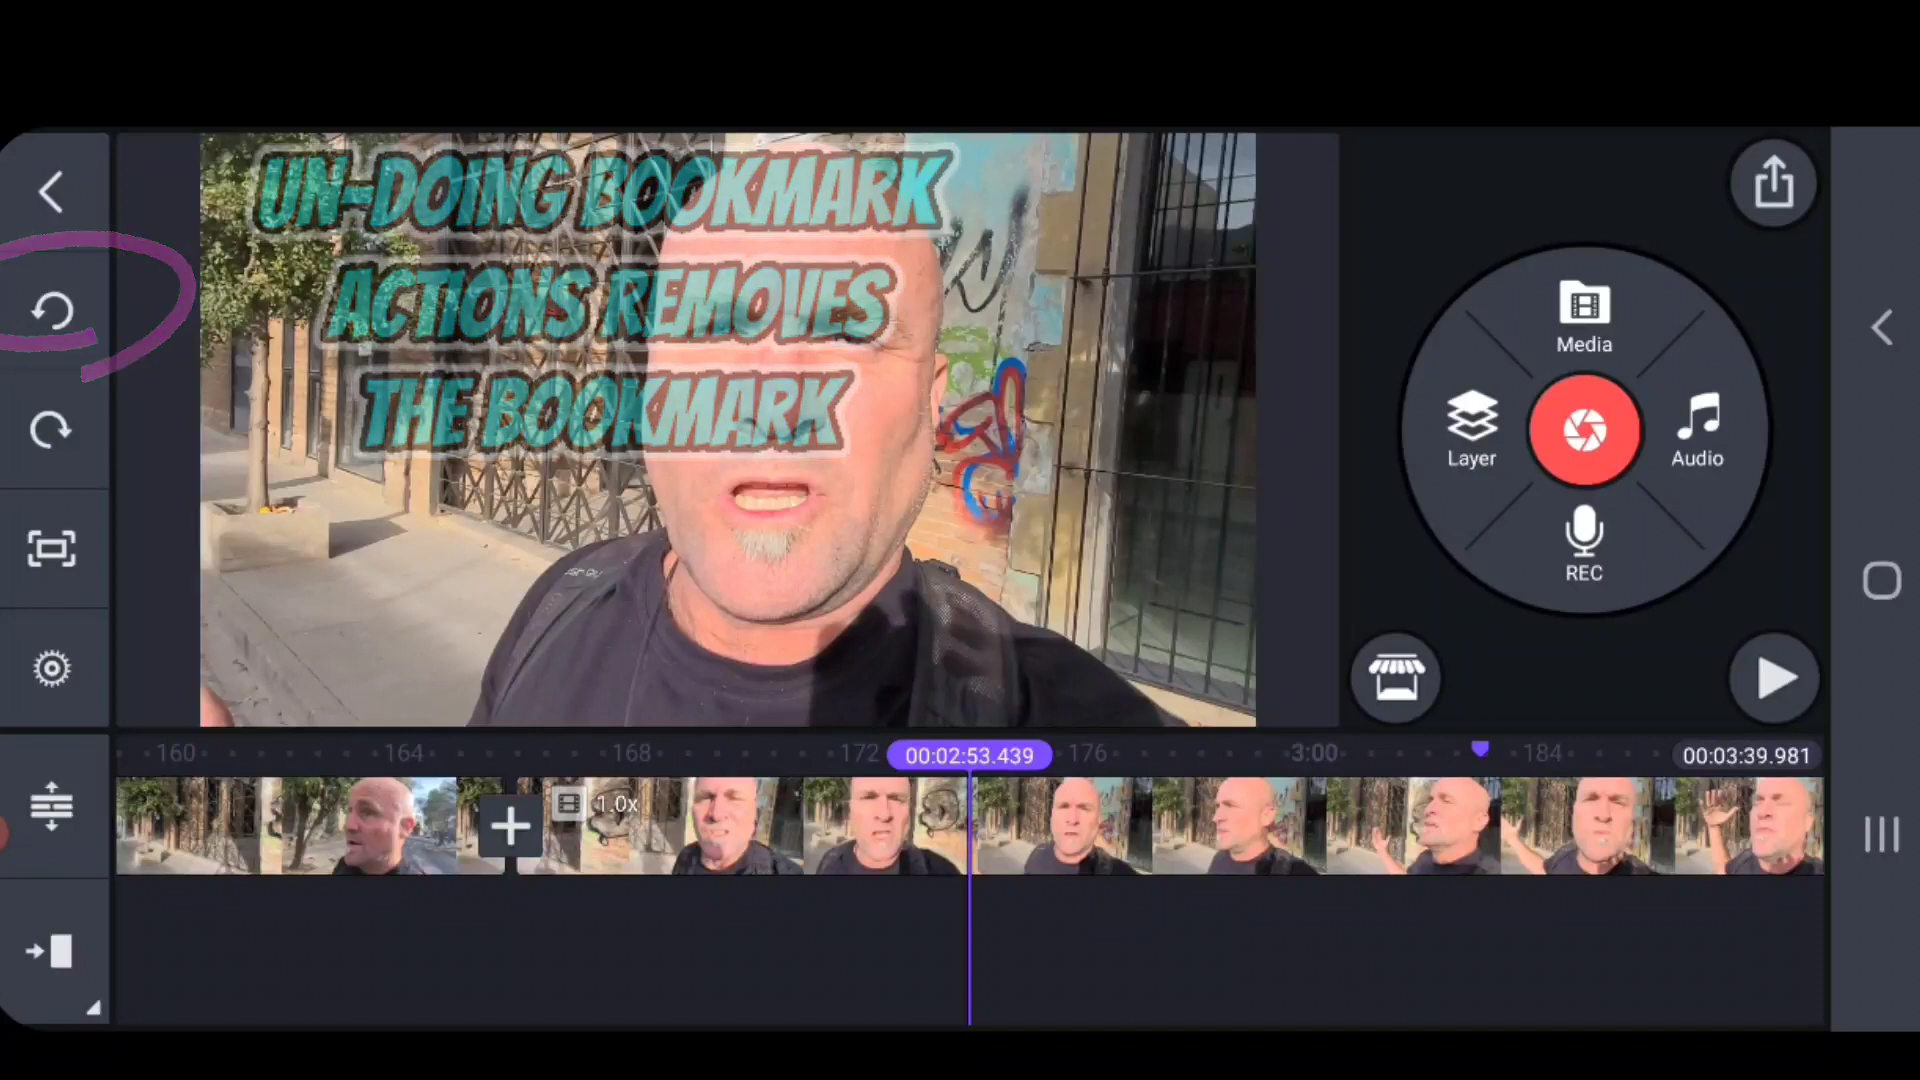 UN-DOING BOOKMARK
ACTIONS REMOVES
THE BOOKMARK
Media
Layer
Audio
REC
160
164
168
172
00:02:53.439
176
3:00
184
00:03:39.981
1.0x